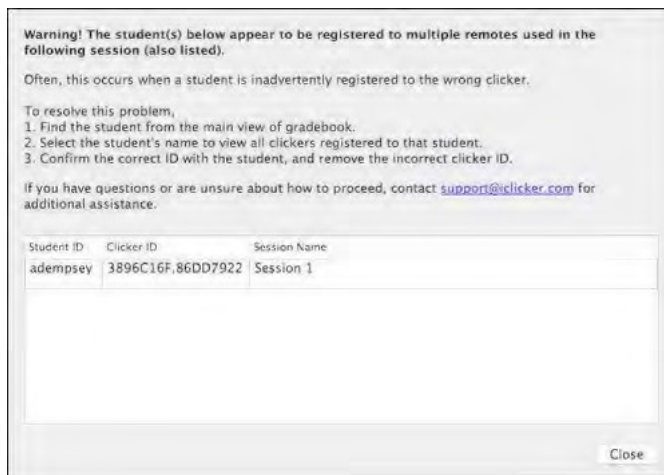 Warning! The student(s) below appear to be registered to multiple remotes used in the
following session (also listed).
Often, this occurs when a student is inadvertently registered to the wrong clicker.
To resolve this problem,
1. Find the student from the main view of gradebook.
2. Select the student's name to view all clickers registered to that student.
3. Confirm the correct ID with the student, and remove the incorrect clicker ID.
If you have questions or are unsure about how to proceed, contact support@iclicker.com for
additional assistance.
Student ID Clicker ID Session Name
adempsey 3896C16F,86DD7922 Session 1
Close